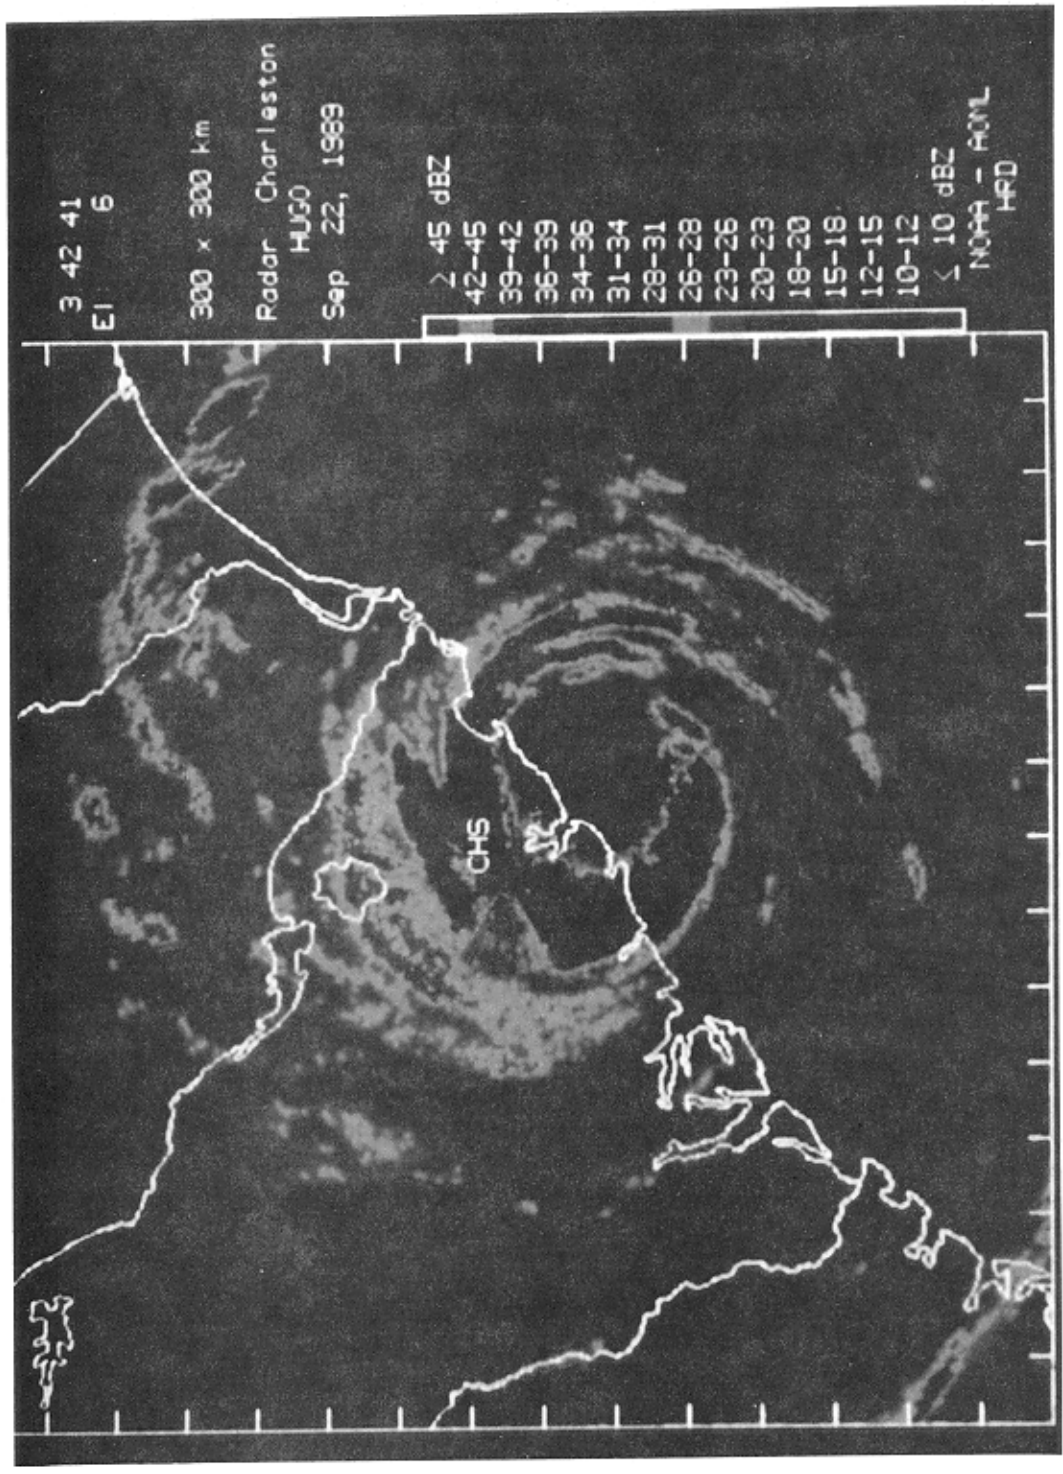 3 42 41
El 6
300 x 300 km
Radar Charleston
HUGO
Sep 22, 1989
≥ 45 dBZ
42-45
39-42
36-39
34-36
31-34
28-31
26-28
23-26
20-23
18-20
15-18
12-15
10-12
≤ 10 dBZ
NOAA - AOML
HRD
CHS